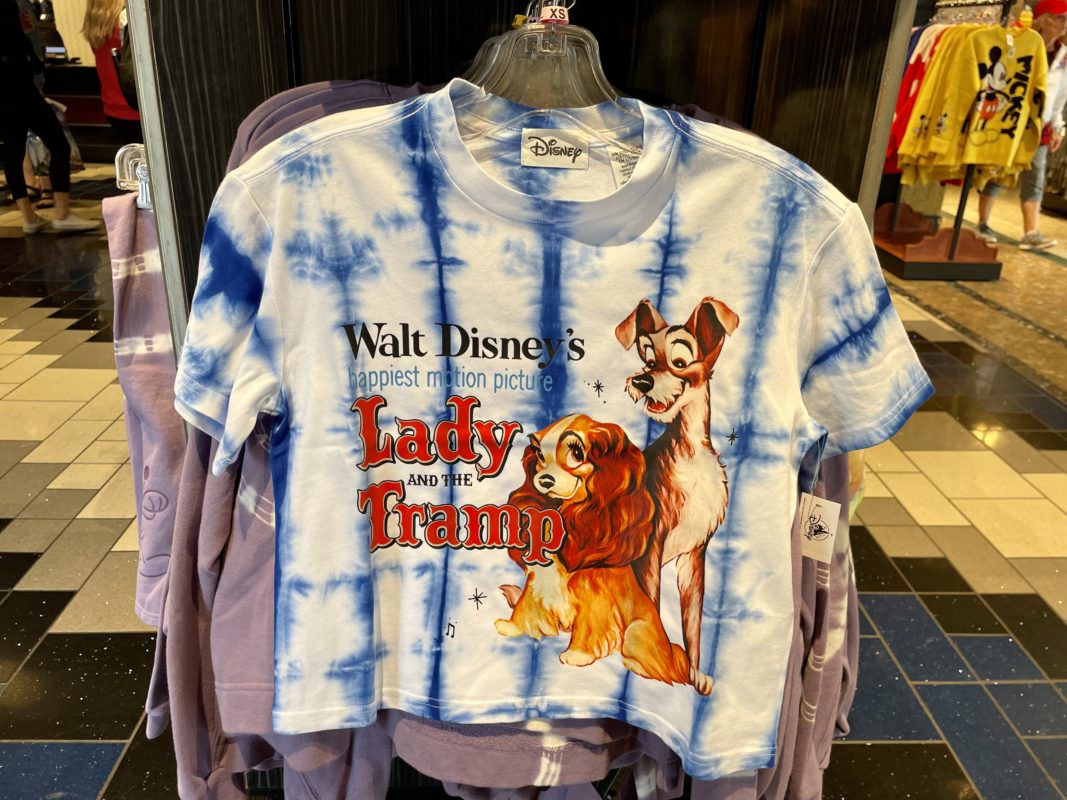 XS
Disney
Walt Disney's
happiest motion picture
Lady
AND THE
Tramp
MICKEY